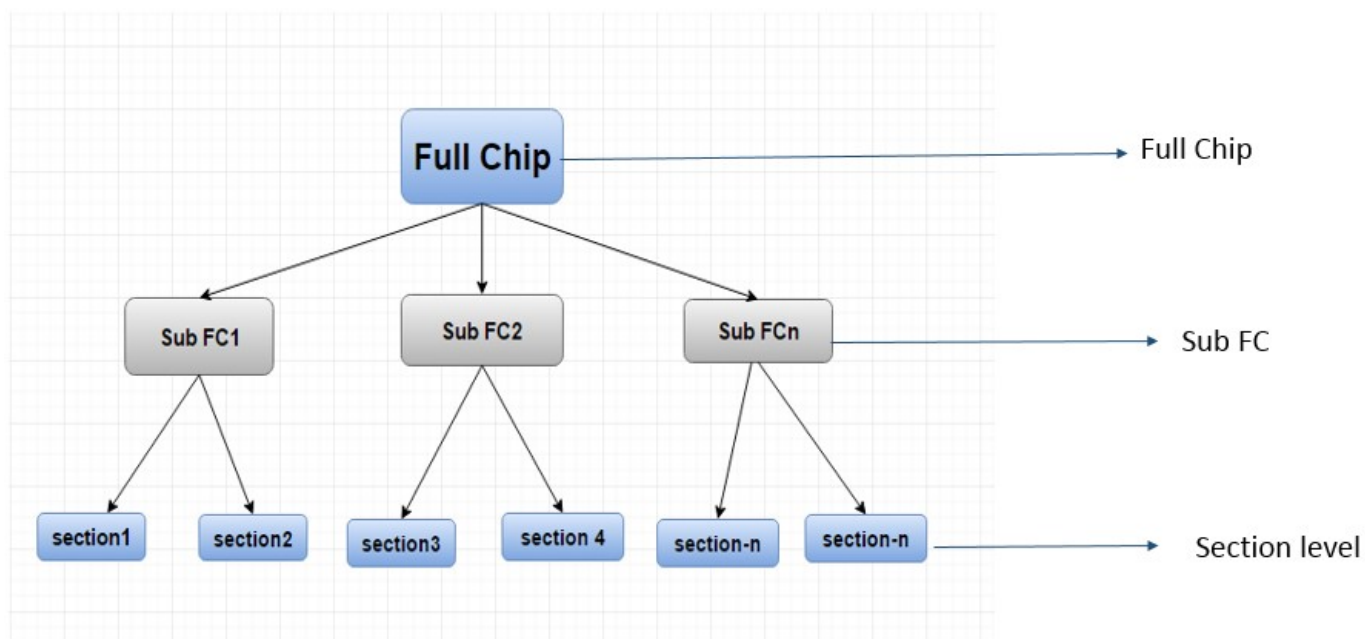 Full Chip
Full Chip
Sub FC1
Sub FC2
Sub FCn
Sub FC
section1
section2
section3
section 4
section-n
section-n
Section level